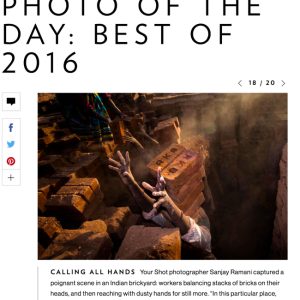 PHOTO OF THE
DAY: BEST OF
2016
18 / 20
CALLING ALL HANDS Your Shot photographer Sanjay Ramani captured a
poignant scene in an Indian brickyard: workers balancing stacks of bricks on their
heads, and then reaching with dusty hands for still more. "In this particular place,